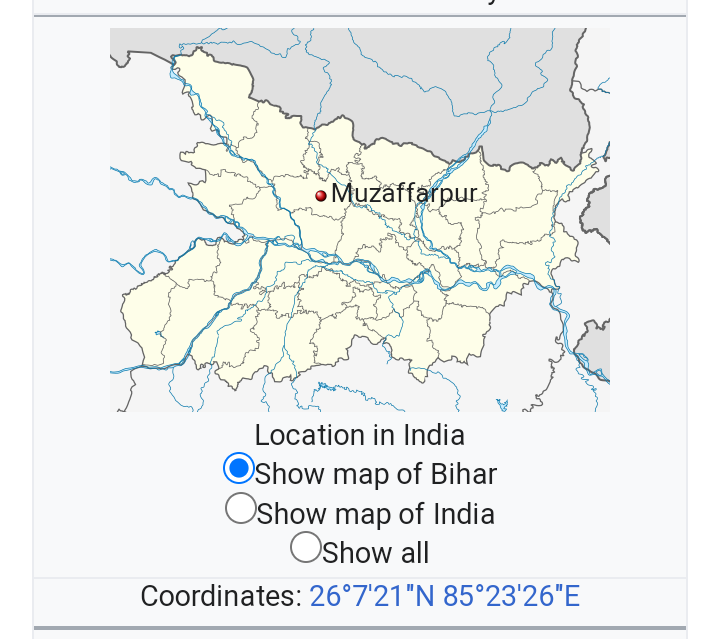 Muzaffarpur
Location in India
Show map of Bihar
Show map of India
Show all
Coordinates: 26°7′21″N 85°23′26″E